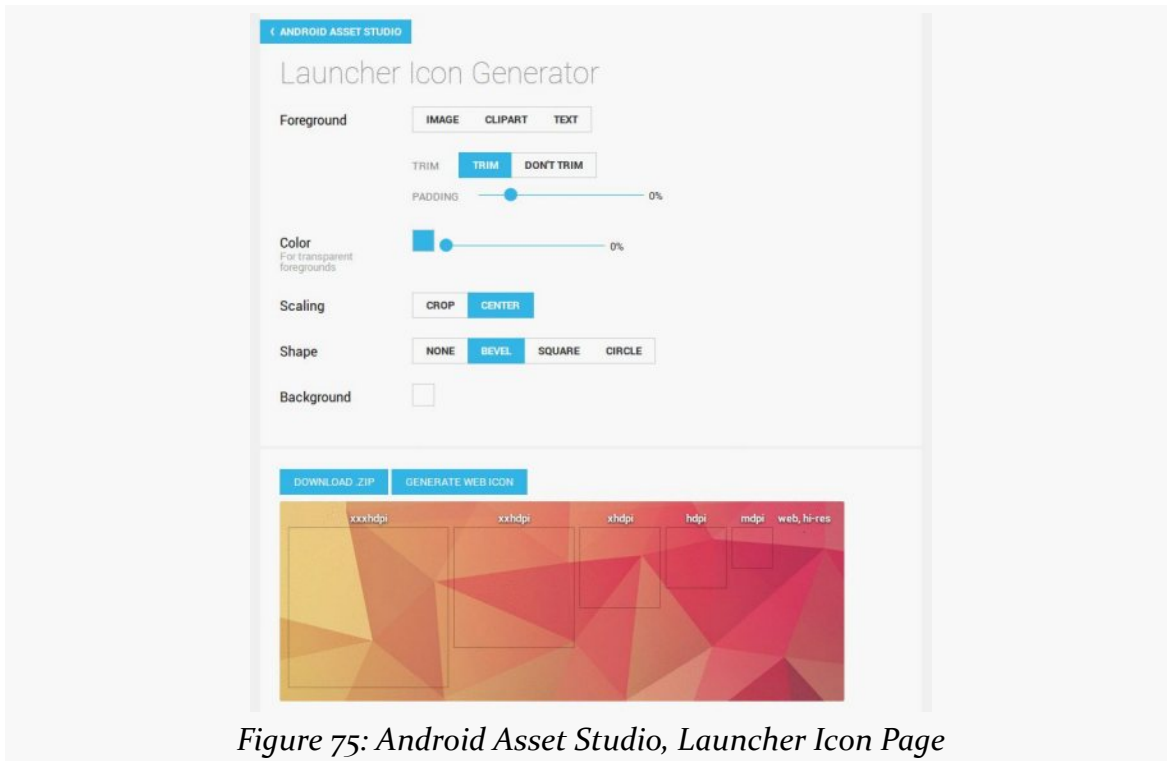 ‹ ANDROID ASSET STUDIO
Launcher Icon Generator
Foreground IMAGE CLIPART TEXT
TRIM TRIM DON'T TRIM
PADDING 0%
Color 0%
For transparent
foregrounds
Scaling CROP CENTER
Shape NONE BEVEL SQUARE CIRCLE
Background
DOWNLOAD .ZIP GENERATE WEB ICON
xxxhdpi xxhdpi xhdpi hdpi mdpi web, hi-res
Figure 75: Android Asset Studio, Launcher Icon Page